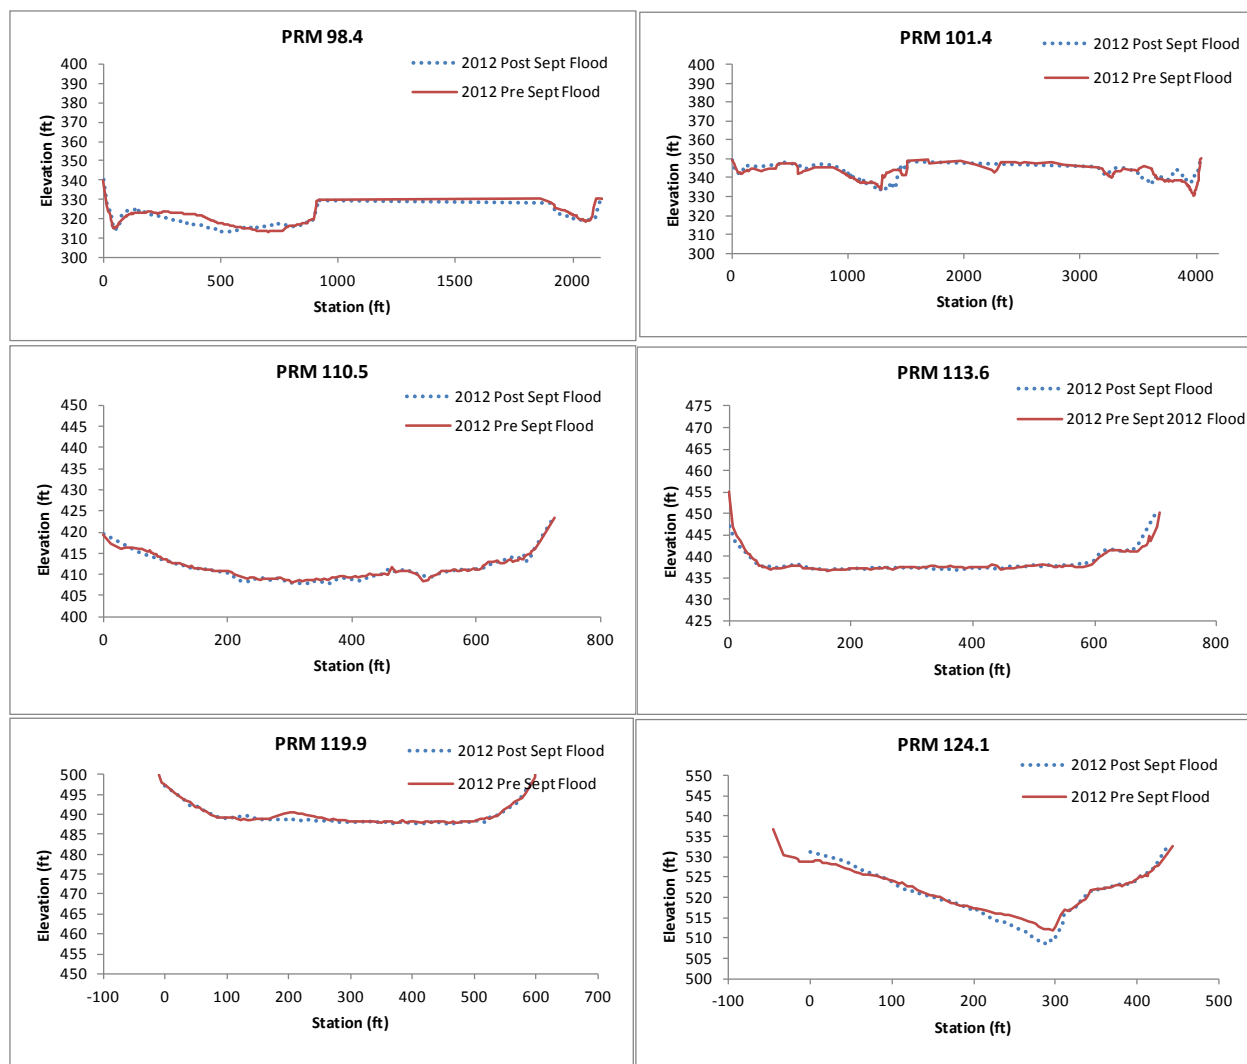 PRM 98.4
2012 Post Sept Flood
2012 Pre Sept Flood
Elevation (ft)
400
390
380
370
360
350
340
330
320
310
300
0 500 1000 1500 2000
Station (ft)
PRM 101.4
2012 Post Sept Flood
2012 Pre Sept Flood
Elevation (ft)
400
390
380
370
360
350
340
330
320
310
300
0 1000 2000 3000 4000
Station (ft)
PRM 110.5
2012 Post Sept Flood
2012 Pre Sept Flood
Elevation (ft)
450
445
440
435
430
425
420
415
410
405
400
0 200 400 600 800
Station (ft)
PRM 113.6
2012 Post Sept Flood
2012 Pre Sept 2012 Flood
Elevation (ft)
475
470
465
460
455
450
445
440
435
430
425
0 200 400 600 800
Station (ft)
PRM 119.9
2012 Post Sept Flood
2012 Pre Sept Flood
Elevation (ft)
500
495
490
485
480
475
470
465
460
455
450
-100 0 100 200 300 400 500 600 700
Station (ft)
PRM 124.1
2012 Post Sept Flood
2012 Pre Sept Flood
Elevation (ft)
550
545
540
535
530
525
520
515
510
505
500
-100 0 100 200 300 400 500
Station (ft)